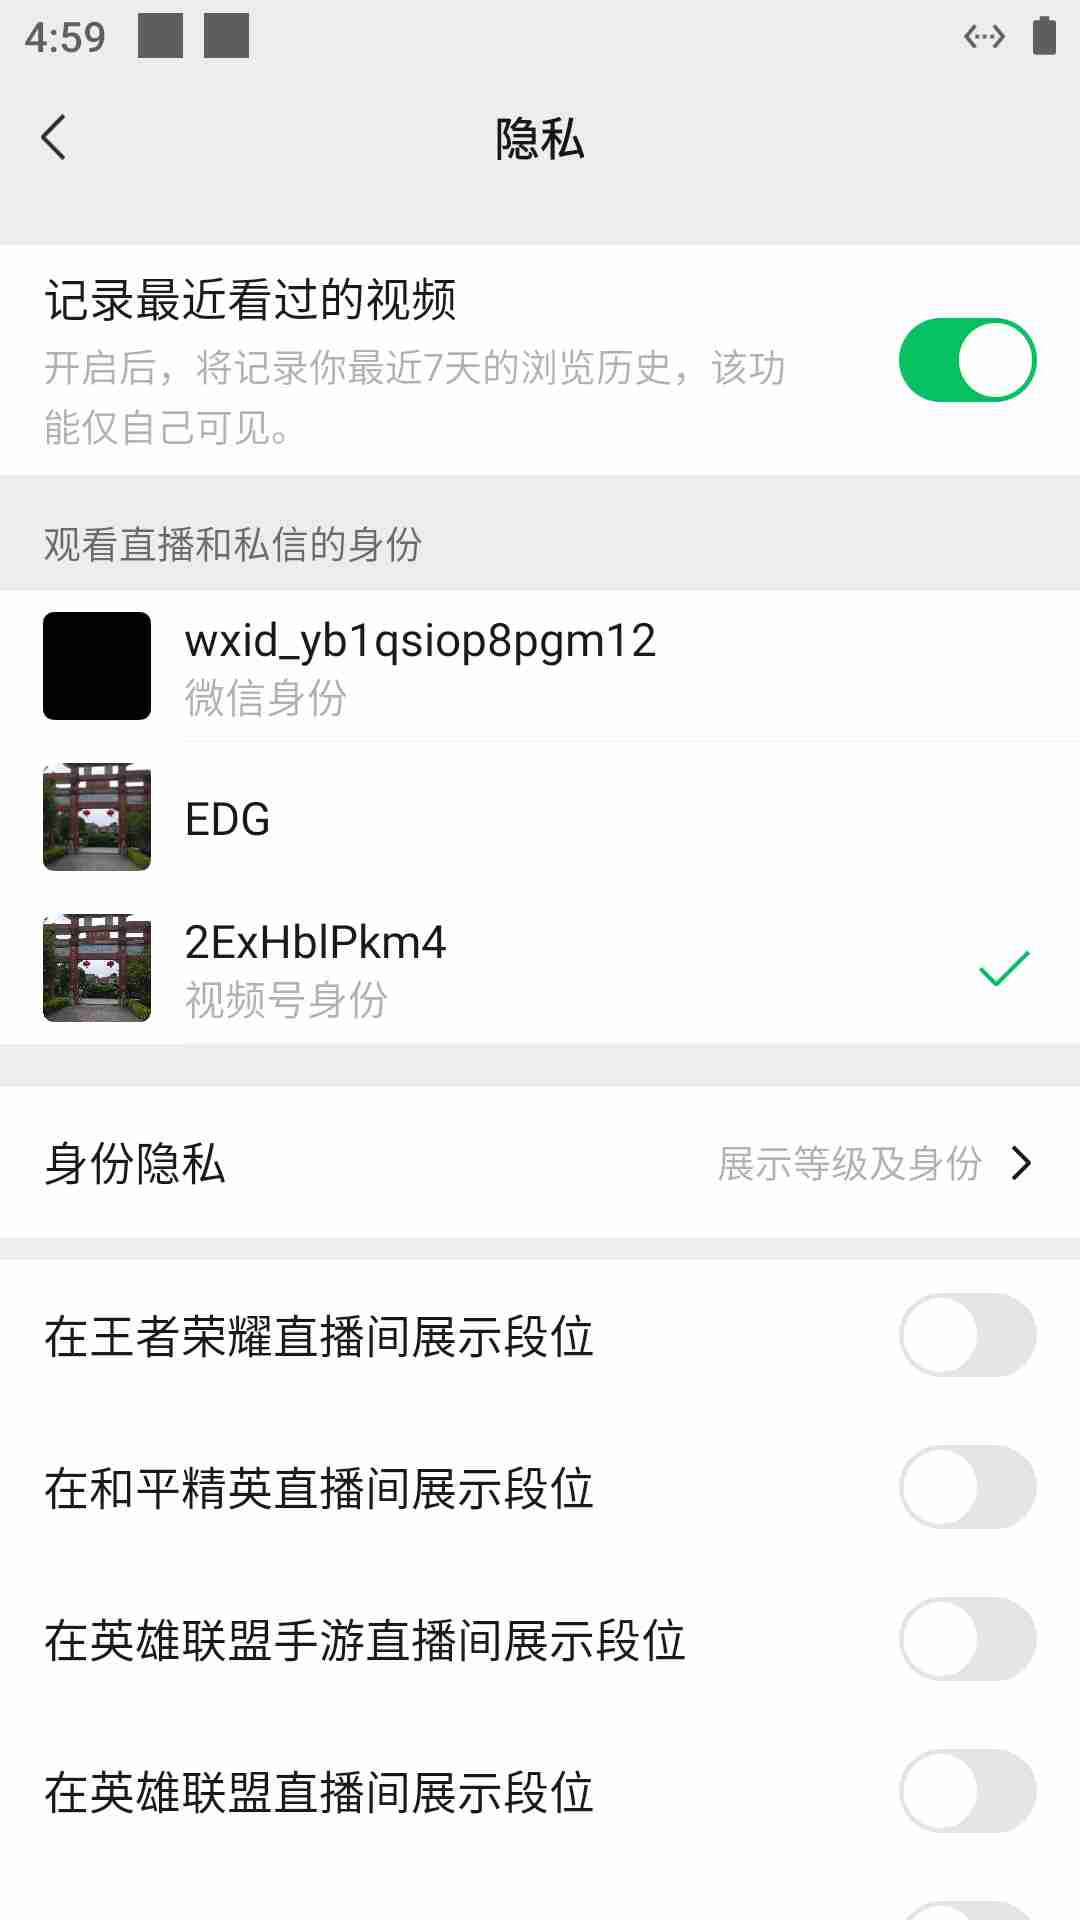 4:59
隐私
记录最近看过的视频
开启后，将记录你最近7天的浏览历史，该功
能仅自己可见。
观看直播和私信的身份
wxid_yb1qsiop8pgm12
微信身份
EDG
2ExHblPkm4
视频号身份
身份隐私
展示等级及身份
在王者荣耀直播间展示段位
在和平精英直播间展示段位
在英雄联盟手游直播间展示段位
在英雄联盟直播间展示段位